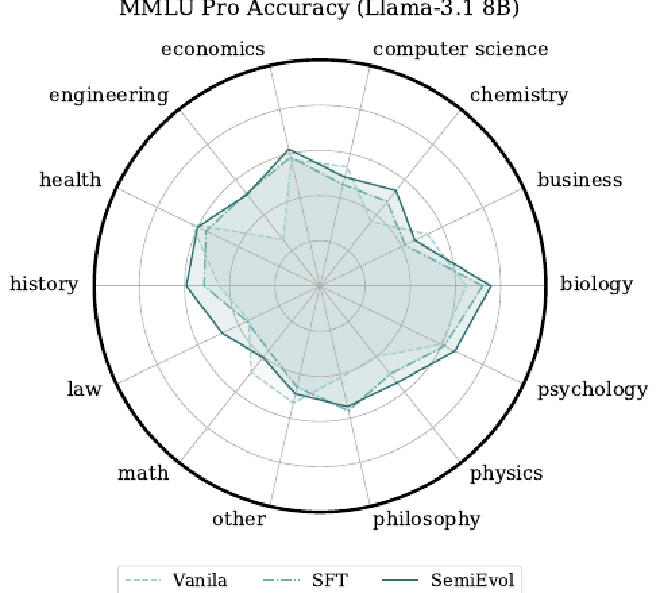 MMLU Pro Accuracy (Llama-3.1 8B)
economics
computer science
engineering
chemistry
health
business
history
biology
law
psychology
math
physics
other
philosophy
Vanila
SFT
SemiEvol